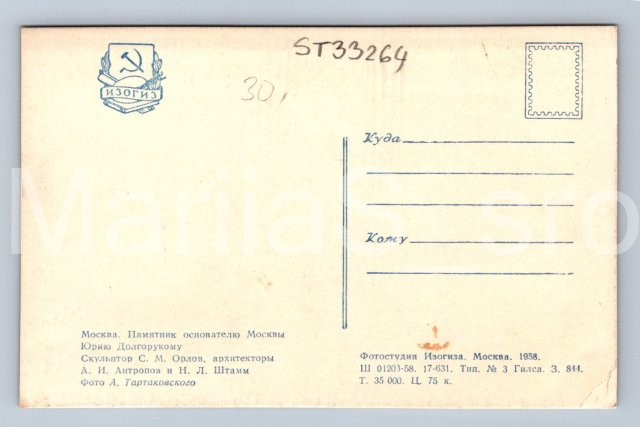 ST33264
30,
ИЗОГИЗ
Куда
Кому
Москва. Памятник основателю Москвы
Юрию Долгорукому
Скульптор С. М. Орлов, архитекторы
А. И. Антропов и Н. Л. Штамм
Фото А. Тартаковского
Фотостудия Изогиза. Москва. 1958.
Ш 01203-58. 17-631. Тип. № 3 Гилса. З. 844.
Т. 35 000. Ц. 75 к.